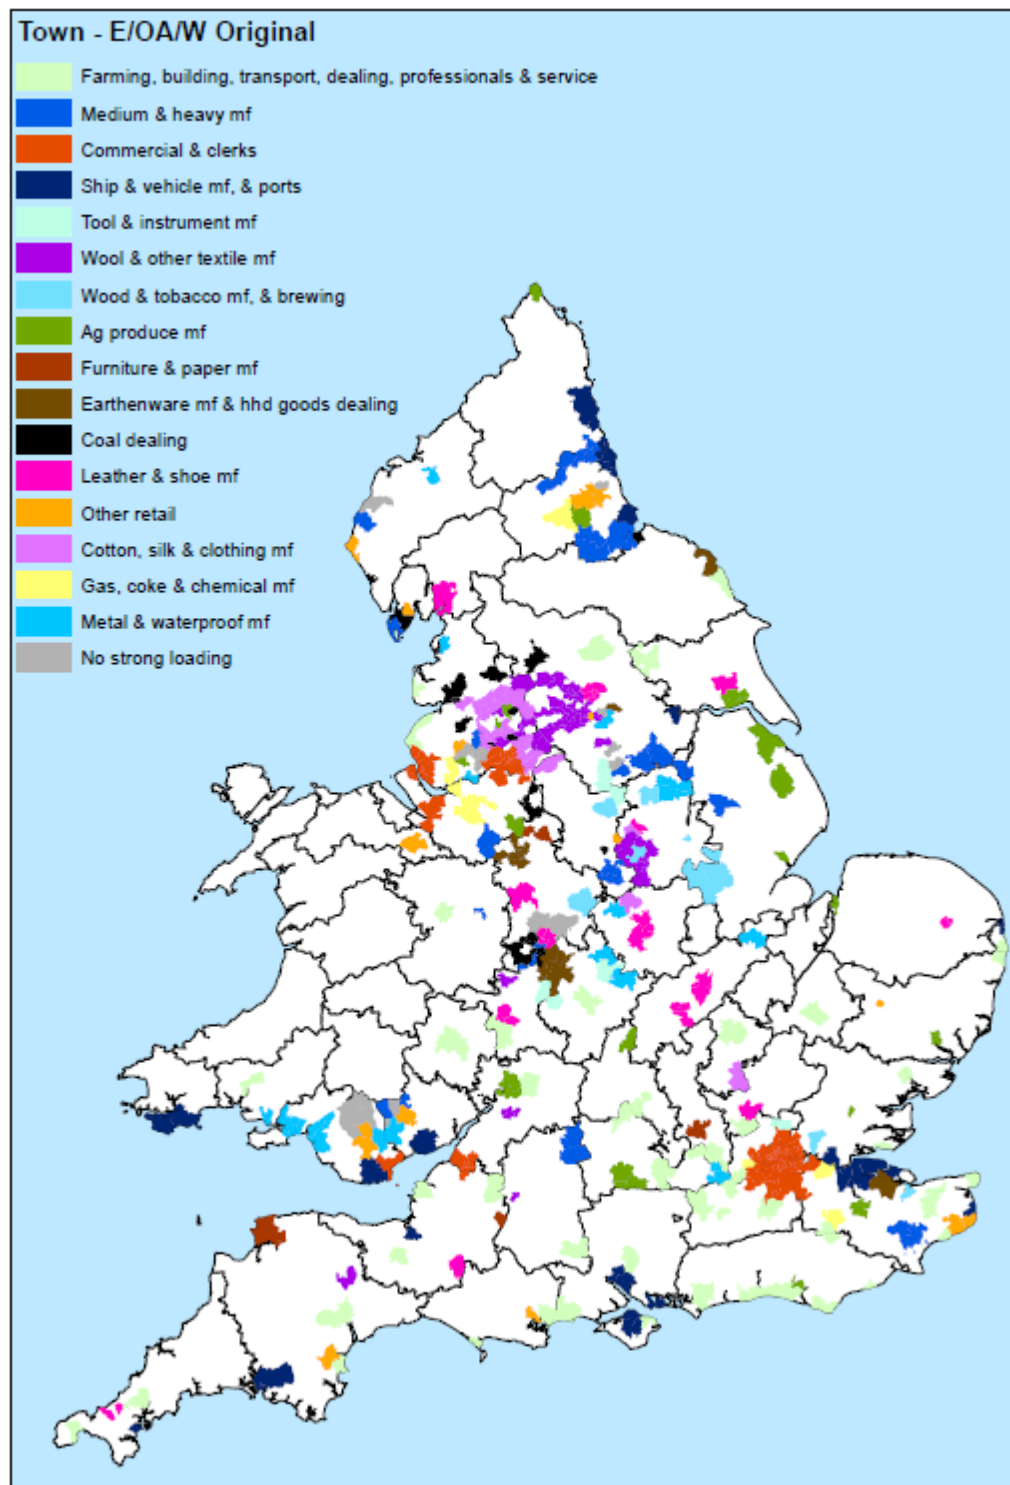 Town - E/OA/W Original
Farming, building, transport, dealing, professionals & service
Medium & heavy mf
Commercial & clerks
Ship & vehicle mf, & ports
Tool & instrument mf
Wool & other textile mf
Wood & tobacco mf, & brewing
Ag produce mf
Furniture & paper mf
Earthenware mf & hhd goods dealing
Coal dealing
Leather & shoe mf
Other retail
Cotton, silk & clothing mf
Gas, coke & chemical mf
Metal & waterproof mf
No strong loading